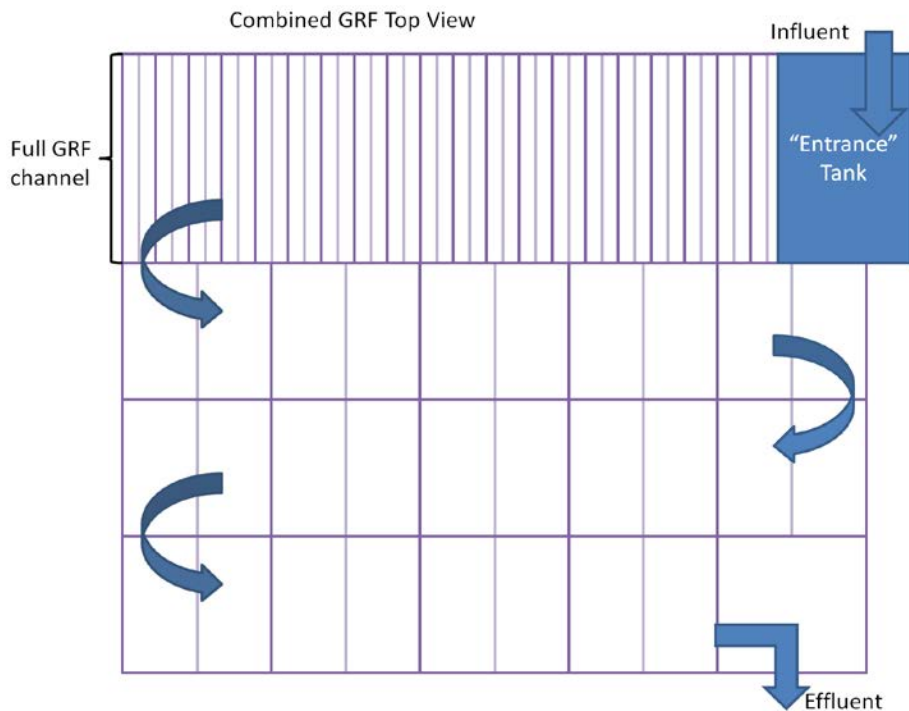 Combined GRF Top View
Influent
Full GRF
channel
“Entrance”
Tank
Effluent